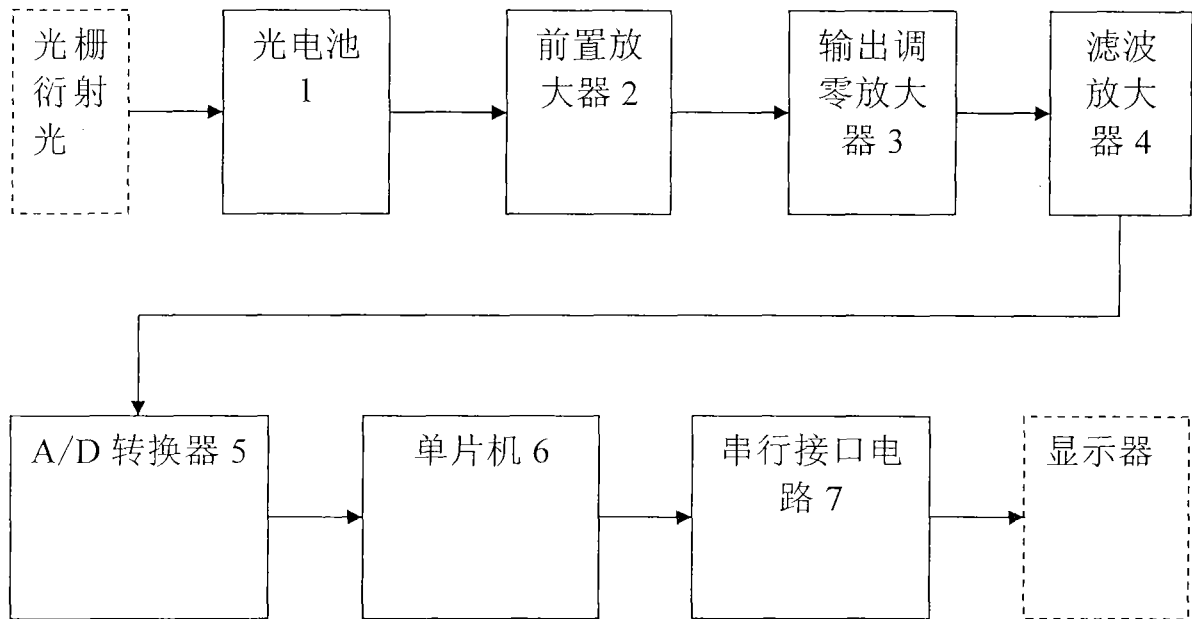 光栅
衍射
光
光电池
1
前置放
大器 2
输出调
零放大
器 3
滤波
放大
器 4
A/D 转换器 5
单片机 6
串行接口电
路 7
显示器